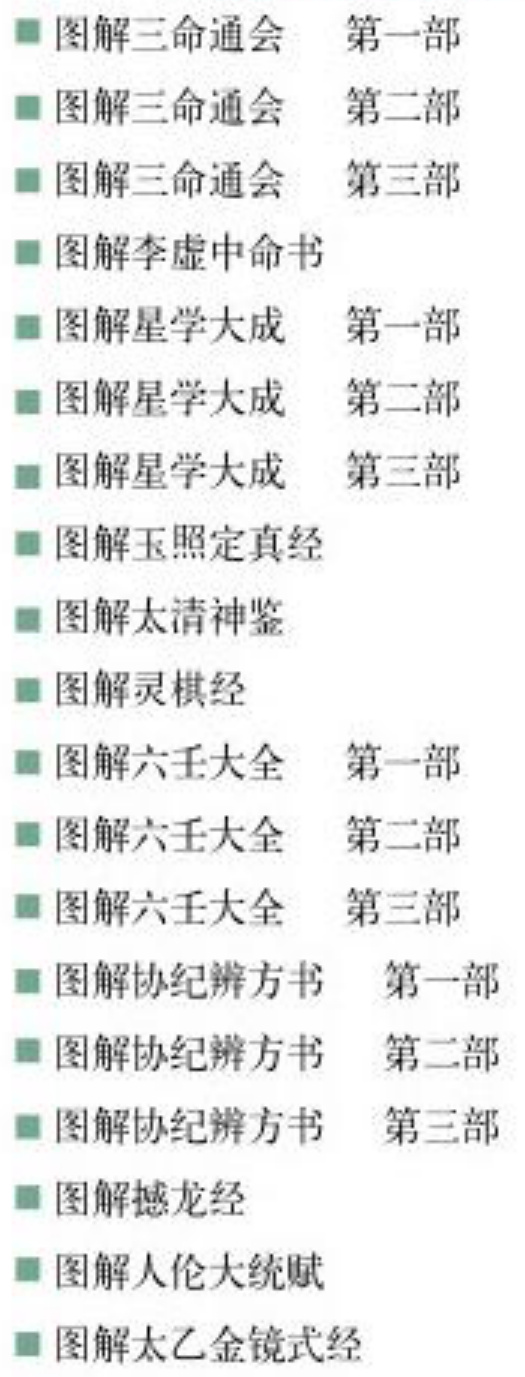 图解三命通会 第一部
图解三命通会 第二部
图解三命通会 第三部
图解李虚中命书
图解星学大成 第一部
图解星学大成 第二部
图解星学大成 第三部
图解玉照定真经
图解太清神鉴
图解灵棋经
图解六壬大全 第一部
图解六壬大全 第二部
图解六壬大全 第三部
图解协纪辨方书 第一部
图解协纪辨方书 第二部
图解协纪辨方书 第三部
图解撼龙经
图解人伦大统赋
图解太乙金镜式经